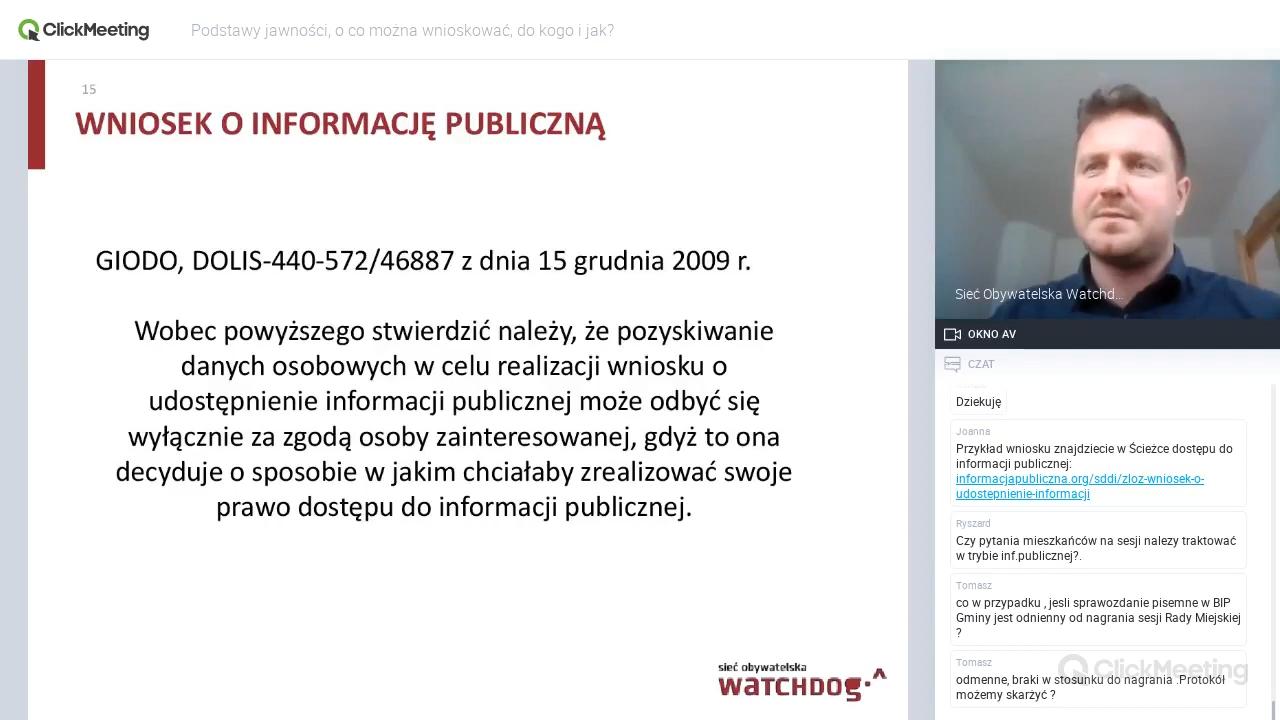 ClickMeeting
Podstawy jawności, o co można wnioskować, do kogo i jak?
15
WNIOSEK O INFORMACJĘ PUBLICZNĄ
GIODO, DOLIS-440-572/46887 z dnia 15 grudnia 2009 r.
Wobec powyższego stwierdzić należy, że pozyskiwanie
danych osobowych w celu realizacji wniosku o
udostępnienie informacji publicznej może odbyć się
wyłącznie za zgodą osoby zainteresowanej, gdyż to ona
decyduje o sposobie w jakim chciałaby zrealizować swoje
prawo dostępu do informacji publicznej.
sieć obywatelska
WATCHDOG
Sieć Obywatelska Watchd...
OKNO AV
CZAT
Dziekuję
Joanna
Przykład wniosku znajdziecie w Ścieżce dostępu do
informacji publicznej:
informacjapubliczna.org/sddi/zloz-wniosek-o-
udostepnienie-informacji
Ryszard
Czy pytania mieszkańców na sesji nalezy traktować
w trybie inf.publicznej?.
Tomasz
co w przypadku , jesli sprawozdanie pisemne w BIP
Gminy jest odnienny od nagrania sesji Rady Miejskiej
?
Tomasz
odmenne, braki w stosunku do nagrania .Protokół
możemy skarżyć ?
ClickMeeting